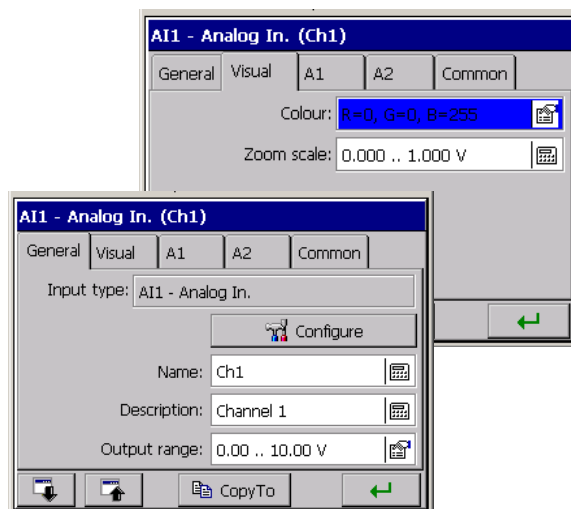 AI1 - Analog In. (Ch1)
General Visual A1 A2 Common
Colour: R=0, G=0, B=255
Zoom scale: 0.000 .. 1.000 V
AI1 - Analog In. (Ch1)
General Visual A1 A2 Common
Input type: AI1 - Analog In.
Configure
Name: Ch1
Description: Channel 1
Output range: 0.00 .. 10.00 V
CopyTo